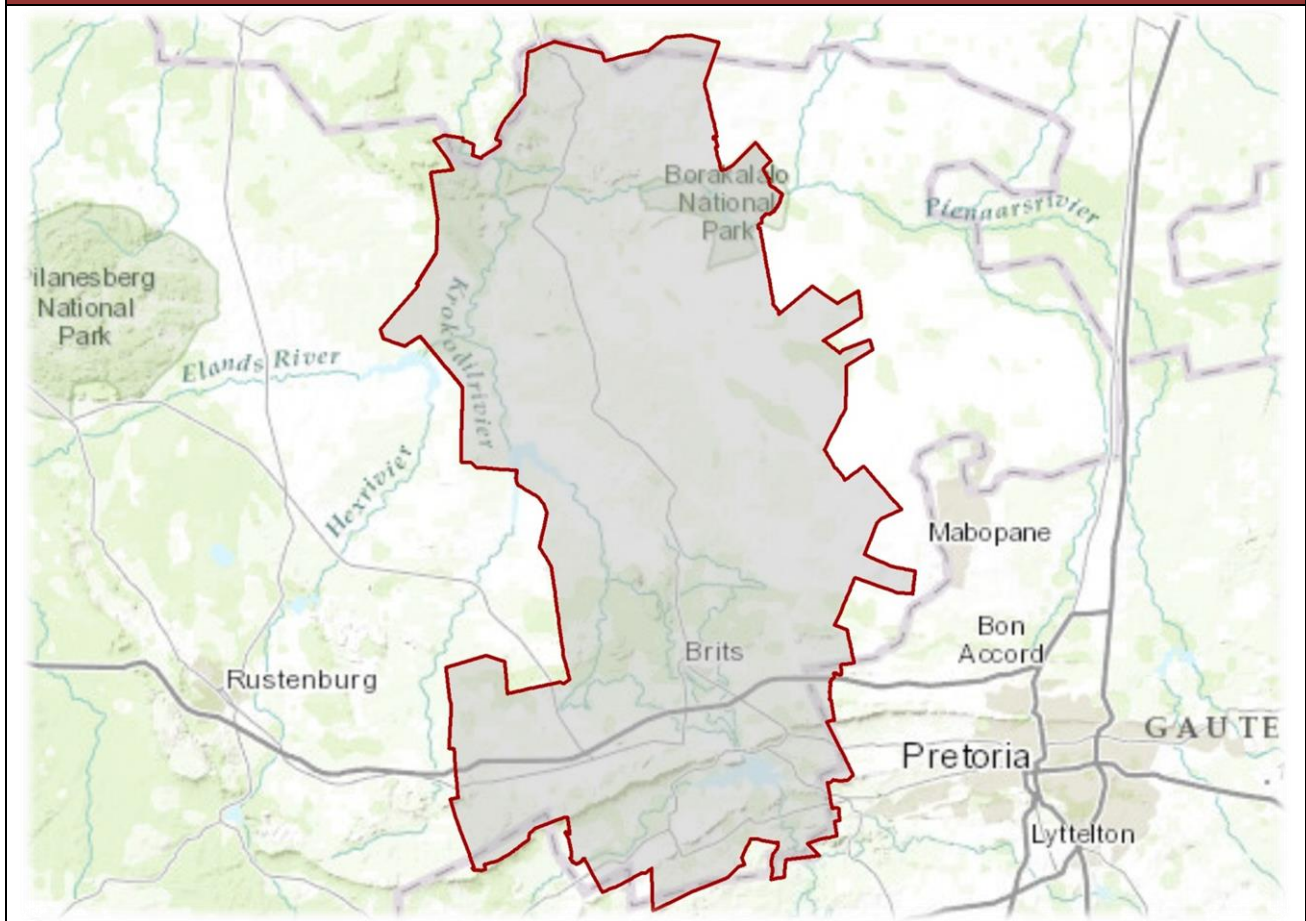 Borakalalo
National
Park
Pienaarsrivier
ilanesberg
National
Park
Krokodilrivier
Elands River
Hexrivier
Mabopane
Bon
Accord
Brits
Rustenburg
GAUTE
Pretoria
Lyttelton